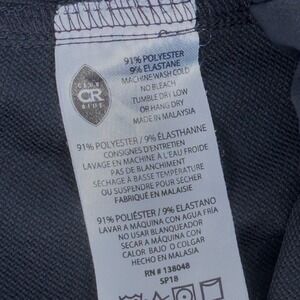 CLUB
CR
RIDE
91% POLYESTER
9% ELASTANE
MACHINE WASH COLD
NO BLEACH
TUMBLE DRY LOW
OR HANG DRY
MADE IN MALAYSIA
91% POLYESTER / 9% ÉLASTHANNE
CONSIGNES D'ENTRETIEN
LAVAGE EN MACHINE À L'EAU FROIDE
PAS DE BLANCHIMENT
SÉCHAGE À BASSE TEMPÉRATURE
OU SUSPENDRE POUR SÉCHER
FABRIQUÉ EN MALAISIE
91% POLIÉSTER / 9% ELASTANO
LAVAR A MÁQUINA CON AGUA FRÍA
NO USAR BLANQUEADOR
SECAR A MÁQUINA CON
CALOR BAJO O COLGAR
HECHO EN MALAYSIA
RN # 138048
SP18